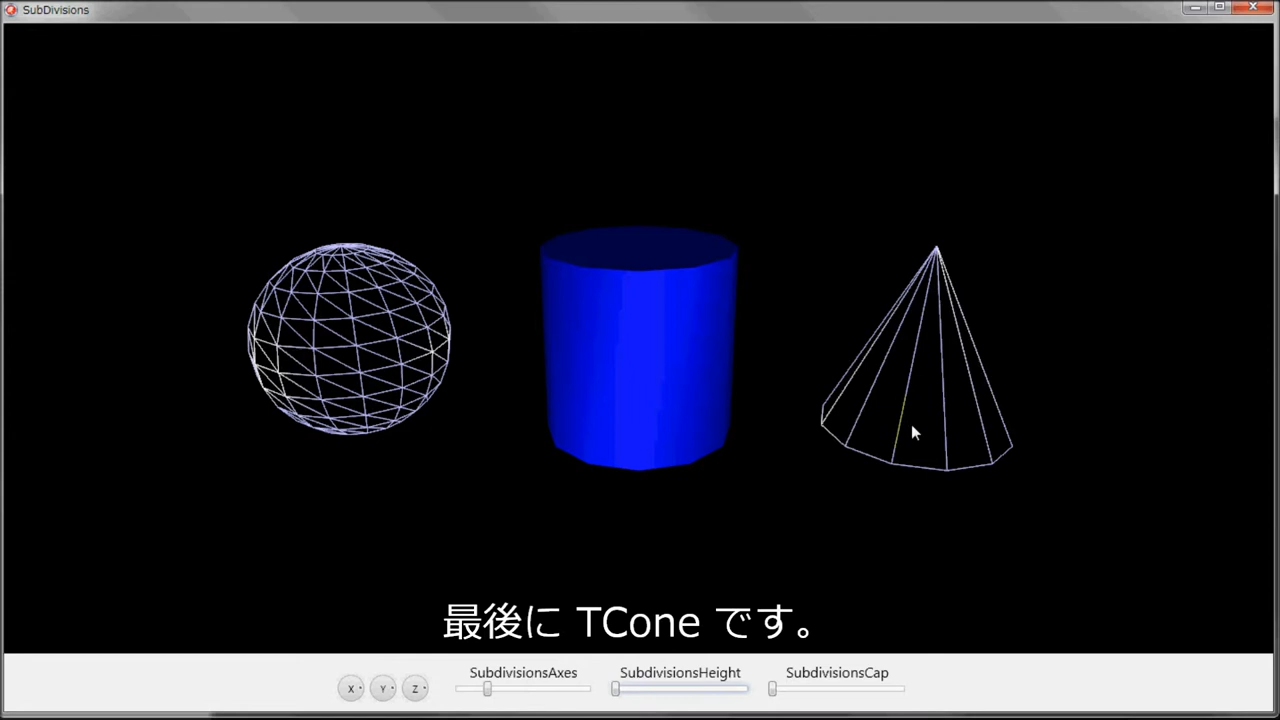 SubDivisions
最後に TCone です。
SubdivisionsAxes
SubdivisionsHeight
SubdivisionsCap
X
Y
Z